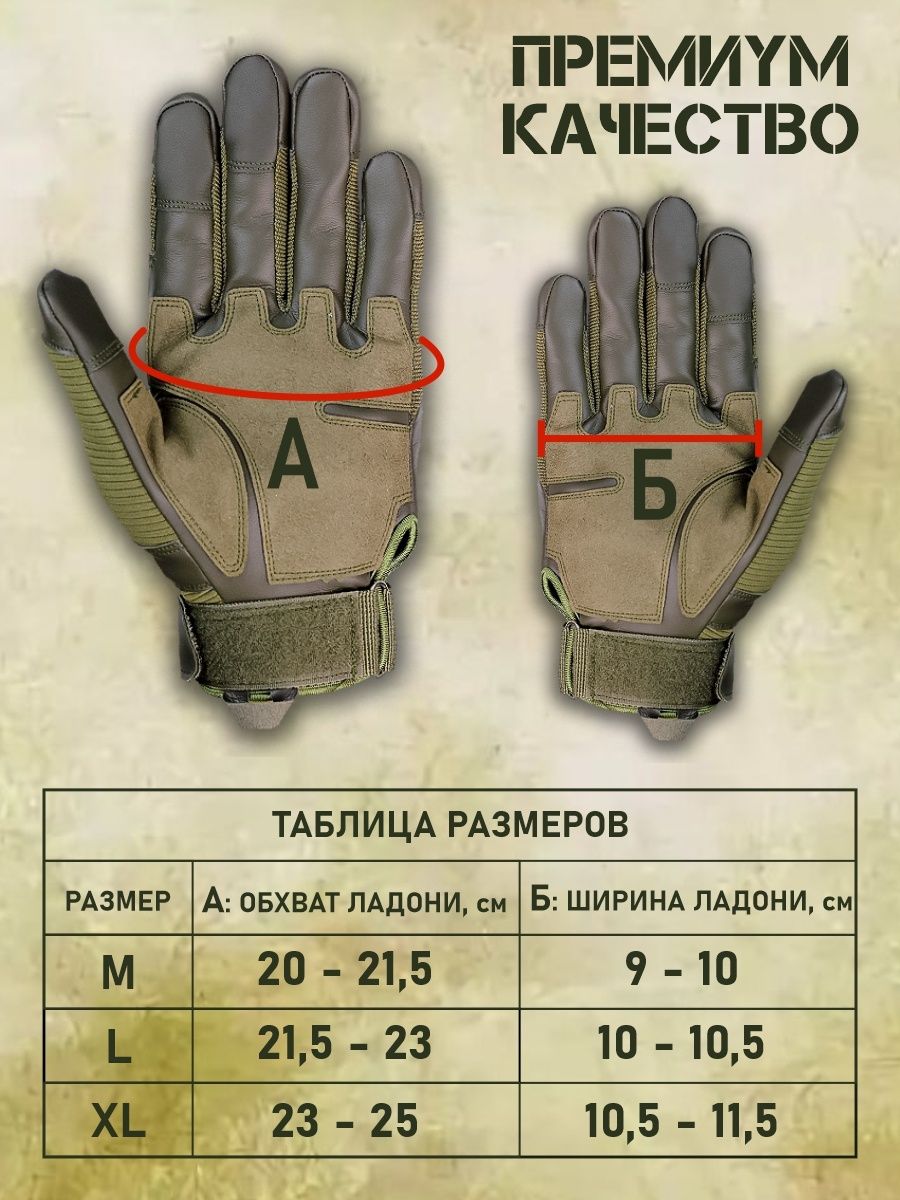 ПРЕМИУМ
КАЧЕСТВО
А
Б
ТАБЛИЦА РАЗМЕРОВ
РАЗМЕР А: ОБХВАТ ЛАДОНИ, см Б: ШИРИНА ЛАДОНИ, см
M 20 - 21,5 9 - 10
L 21,5 - 23 10 - 10,5
XL 23 - 25 10,5 - 11,5